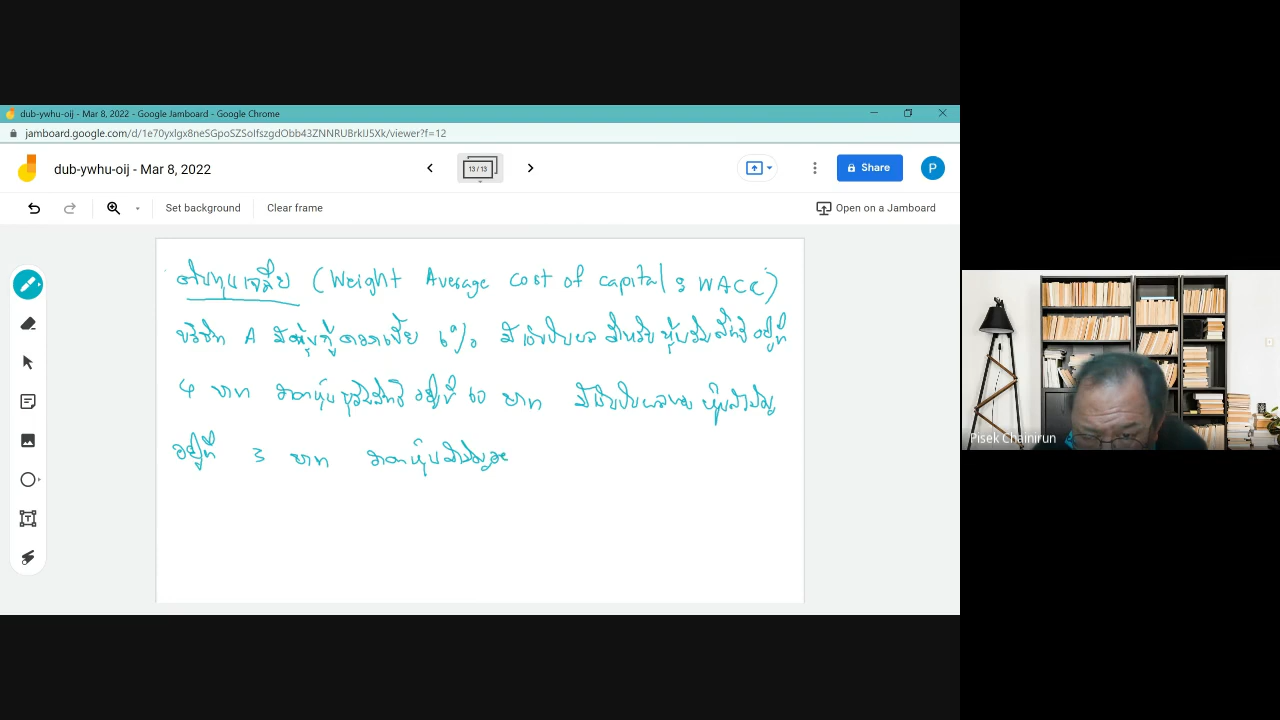 dub-ywhu-oij - Mar 8, 2022 - Google Jamboard - Google Chrome
jamboard.google.com/d/1e70yxlgx8neSGpoSZSoIfszgdObb43ZNNRUBrkIJ5Xk/viewer?f=12
dub-ywhu-oij - Mar 8, 2022
13 / 13
Share
P
Set background
Clear frame
Open on a Jamboard
ต้นทุนเฉลี่ย (Weight Average cost of capital : WACC)
บริษัท A มีหุ้นกู้ ดอกเบี้ย 6% มีเงินปันผล สำหรับ หุ้นบุริมสิทธิ อยู่ที่
4 บาท ราคาหุ้นบุริมสิทธิ อยู่ที่ 60 บาท มีเงินปันผลของ หุ้นสามัญ
อยู่ที่ 3 บาท ราคาหุ้นสามัญ
Pisek Chainirun